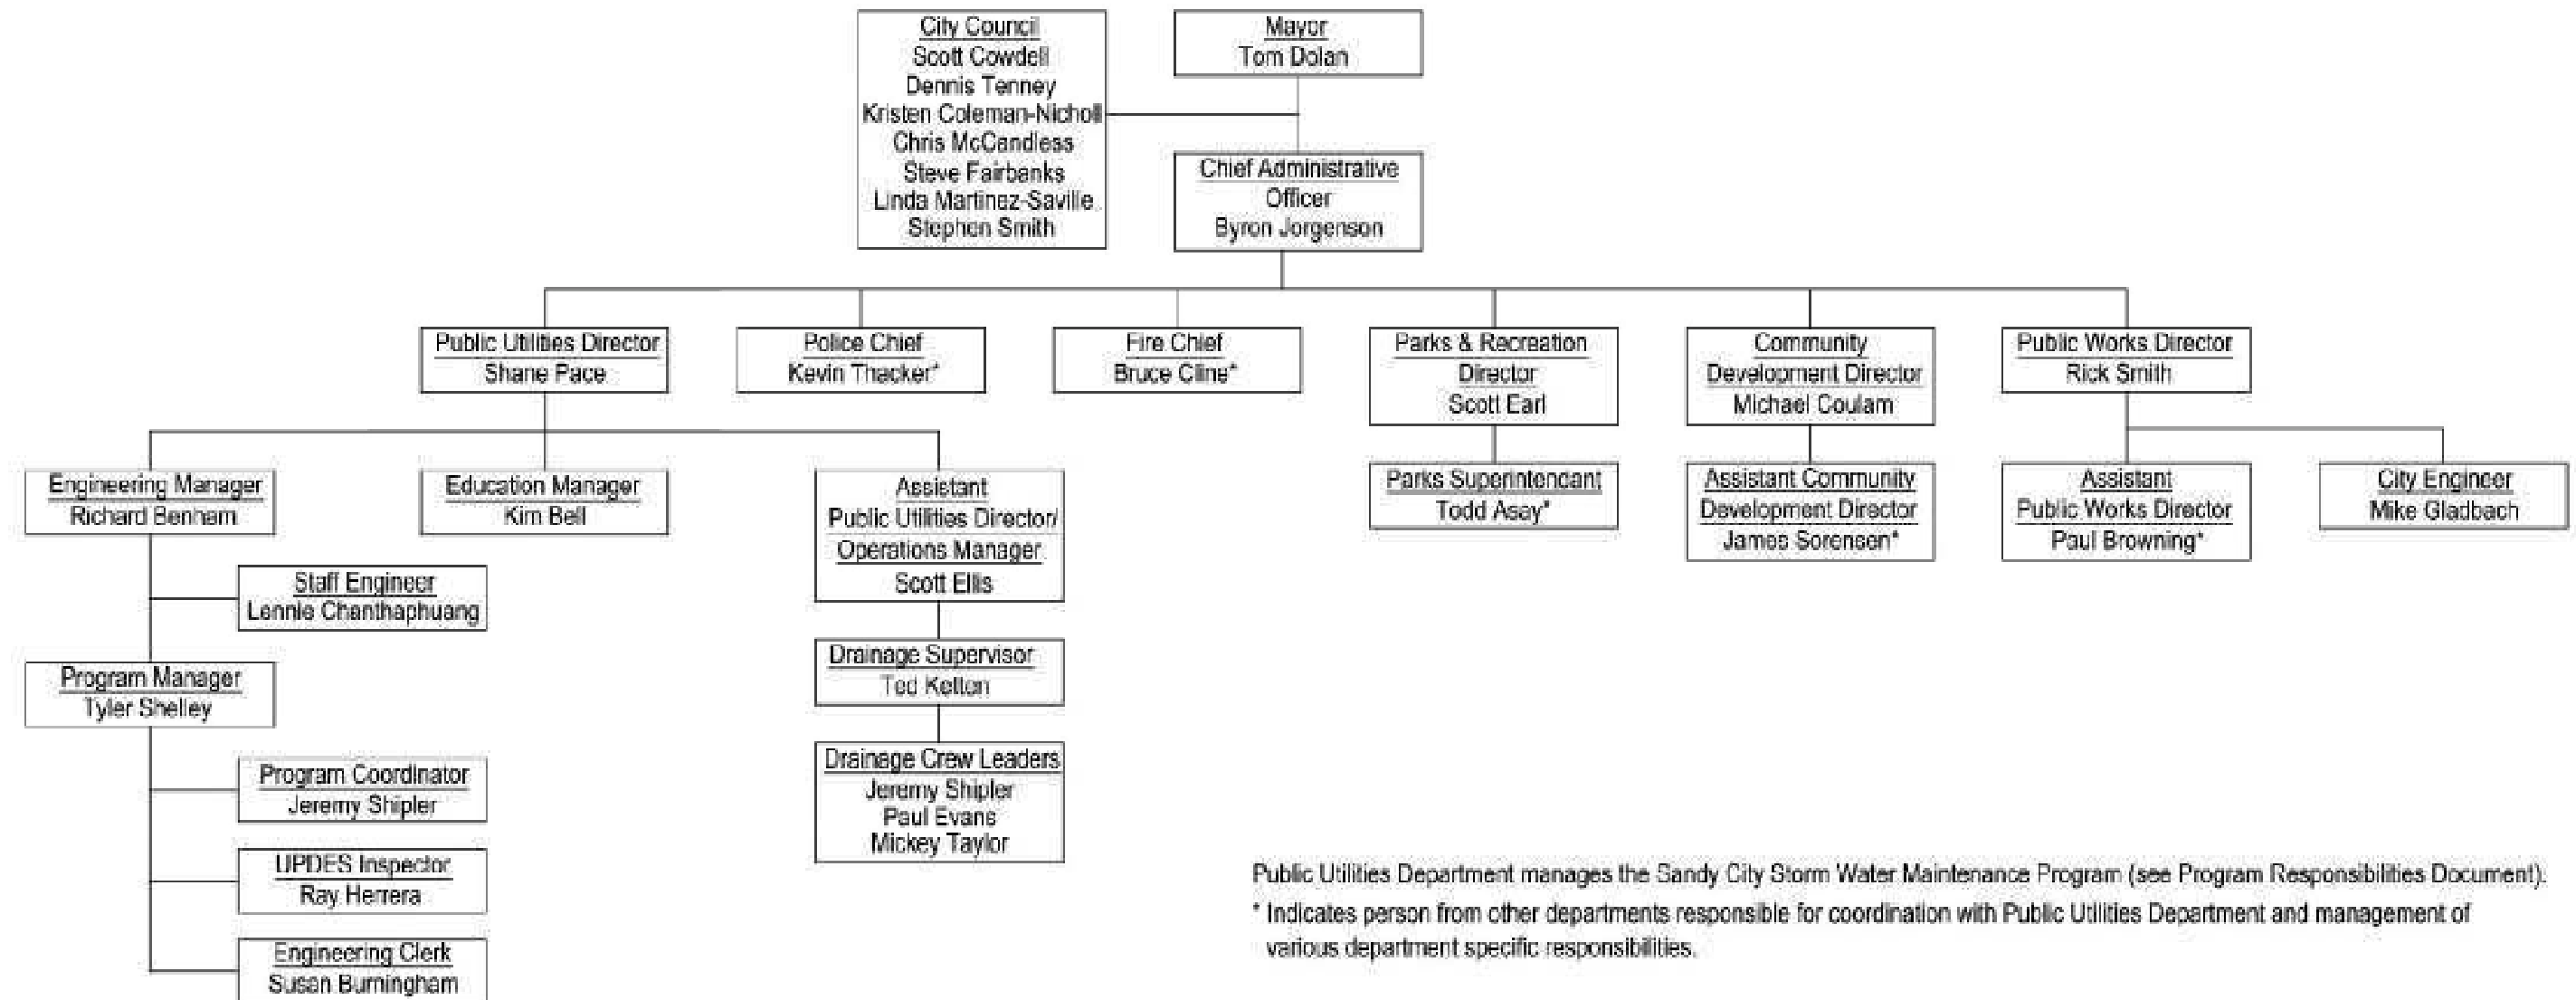 City Council
Scott Cowdell
Dennis Tenney
Kristen Coleman-Nicholl
Chris McCandless
Steve Fairbanks
Linda Martinez-Saville
Stephen Smith
Mayor
Tom Dolan
Chief Administrative
Officer
Byron Jorgenson
Public Utilities Director
Shane Pace
Police Chief
Kevin Thacker*
Fire Chief
Bruce Cline*
Parks & Recreation
Director
Scott Earl
Community
Development Director
Michael Coulam
Public Works Director
Rick Smith
Engineering Manager
Richard Benham
Education Manager
Kim Bell
Assistant
Public Utilities Director/
Operations Manager
Scott Ellis
Parks Superintendant
Todd Asay*
Assistant Community
Development Director
James Sorensen*
Assistant
Public Works Director
Paul Browning*
City Engineer
Mike Gladbach
Staff Engineer
Lennie Chanthaphuang
Drainage Supervisor
Ted Kelton
Program Manager
Tyler Shelley
Drainage Crew Leaders
Jeremy Shipler
Paul Evans
Mickey Taylor
Program Coordinator
Jeremy Shipler
UPDES Inspector
Ray Herrera
Engineering Clerk
Susan Burningham
Public Utilities Department manages the Sandy City Storm Water Maintenance Program (see Program Responsibilities Document).
* Indicates person from other departments responsible for coordination with Public Utilities Department and management of
various department specific responsibilities.